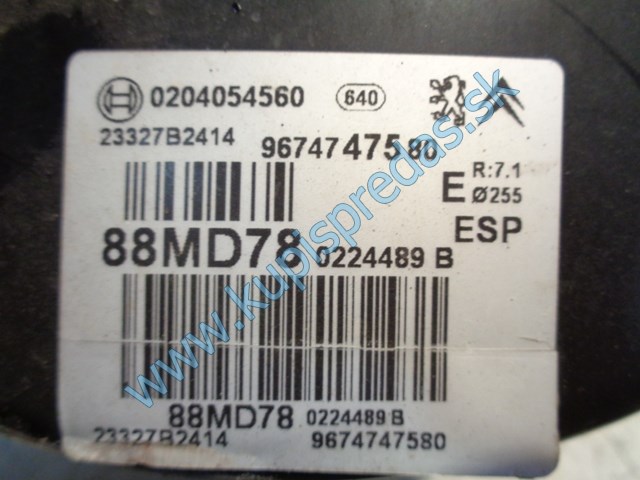 0204054560 640
23327B2414 9674747580
E R:7.1
Ø255
88MD78 0224489 B ESP
www.kupispredas.sk
88MD78 0224489 B
23327B2414 9674747580